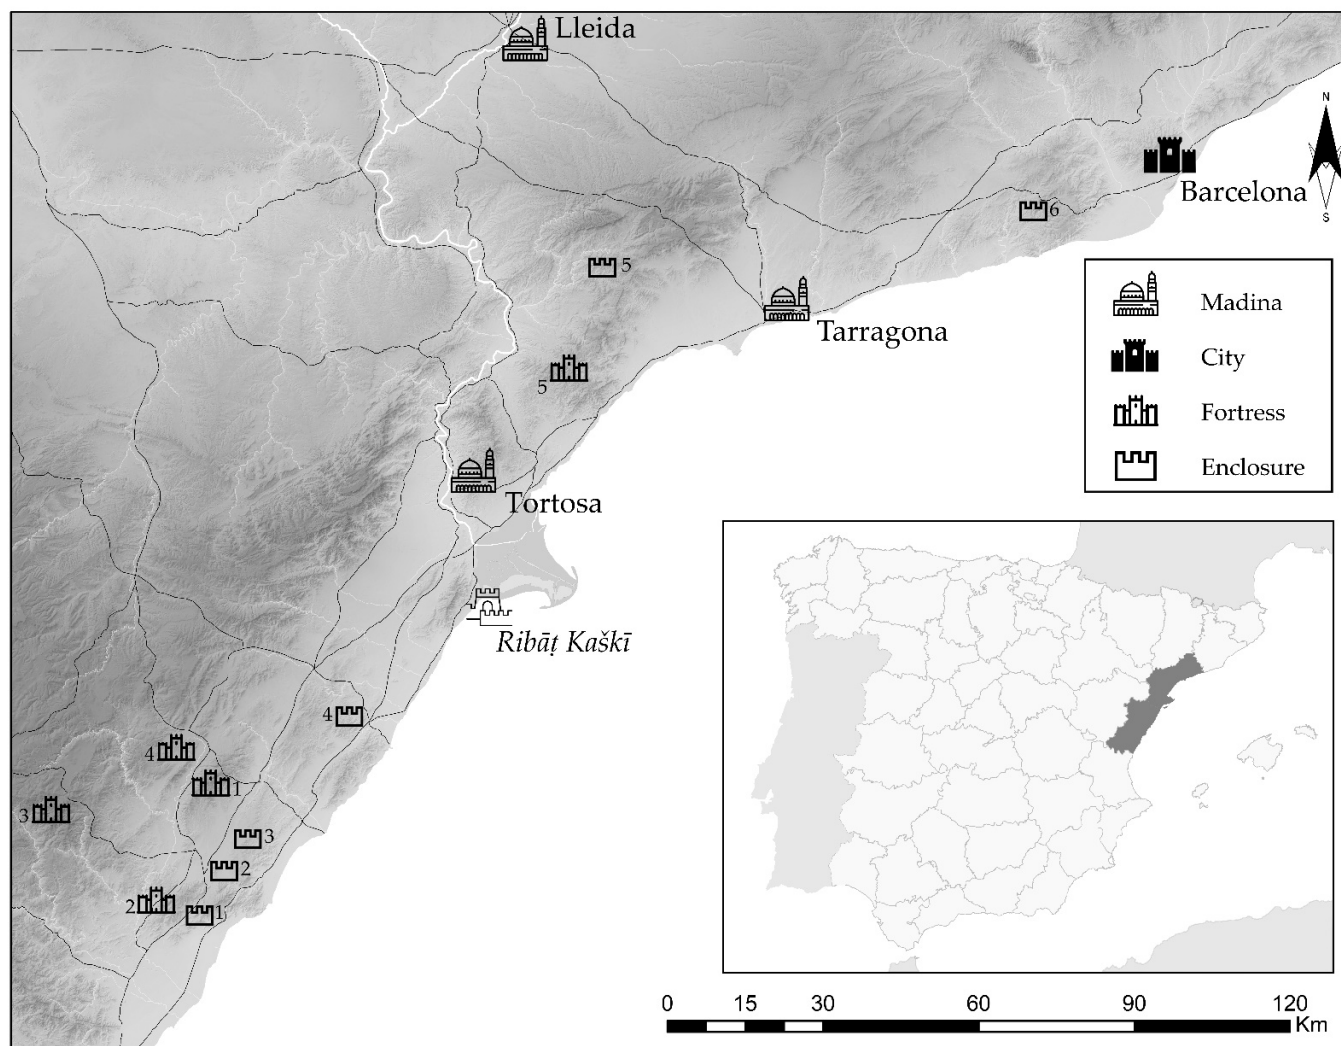 Lleida
N
S
Barcelona
6
5
Tarragona
5
Madina
City
Fortress
Enclosure
Tortosa
Ribāṭ Kaškī
4
4
1
3
3
2
2
1
0 15 30 60 90 120
Km